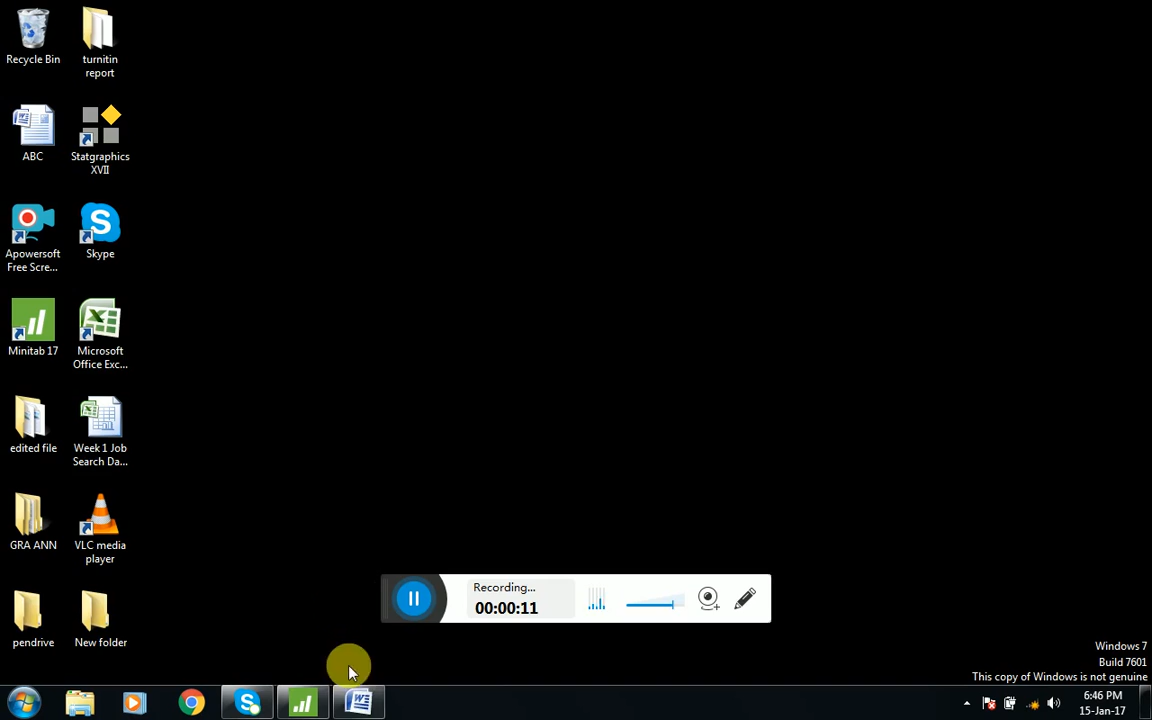 Recycle Bin
turnitin
report
ABC
Statgraphics
XVII
Apowersoft
Free Scre...
Skype
Minitab 17
Microsoft
Office Exc...
edited file
Week 1 Job
Search Da...
GRA ANN
VLC media
player
pendrive
New folder
Recording...
00:00:11
Windows 7
Build 7601
This copy of Windows is not genuine
6:46 PM
15-Jan-17